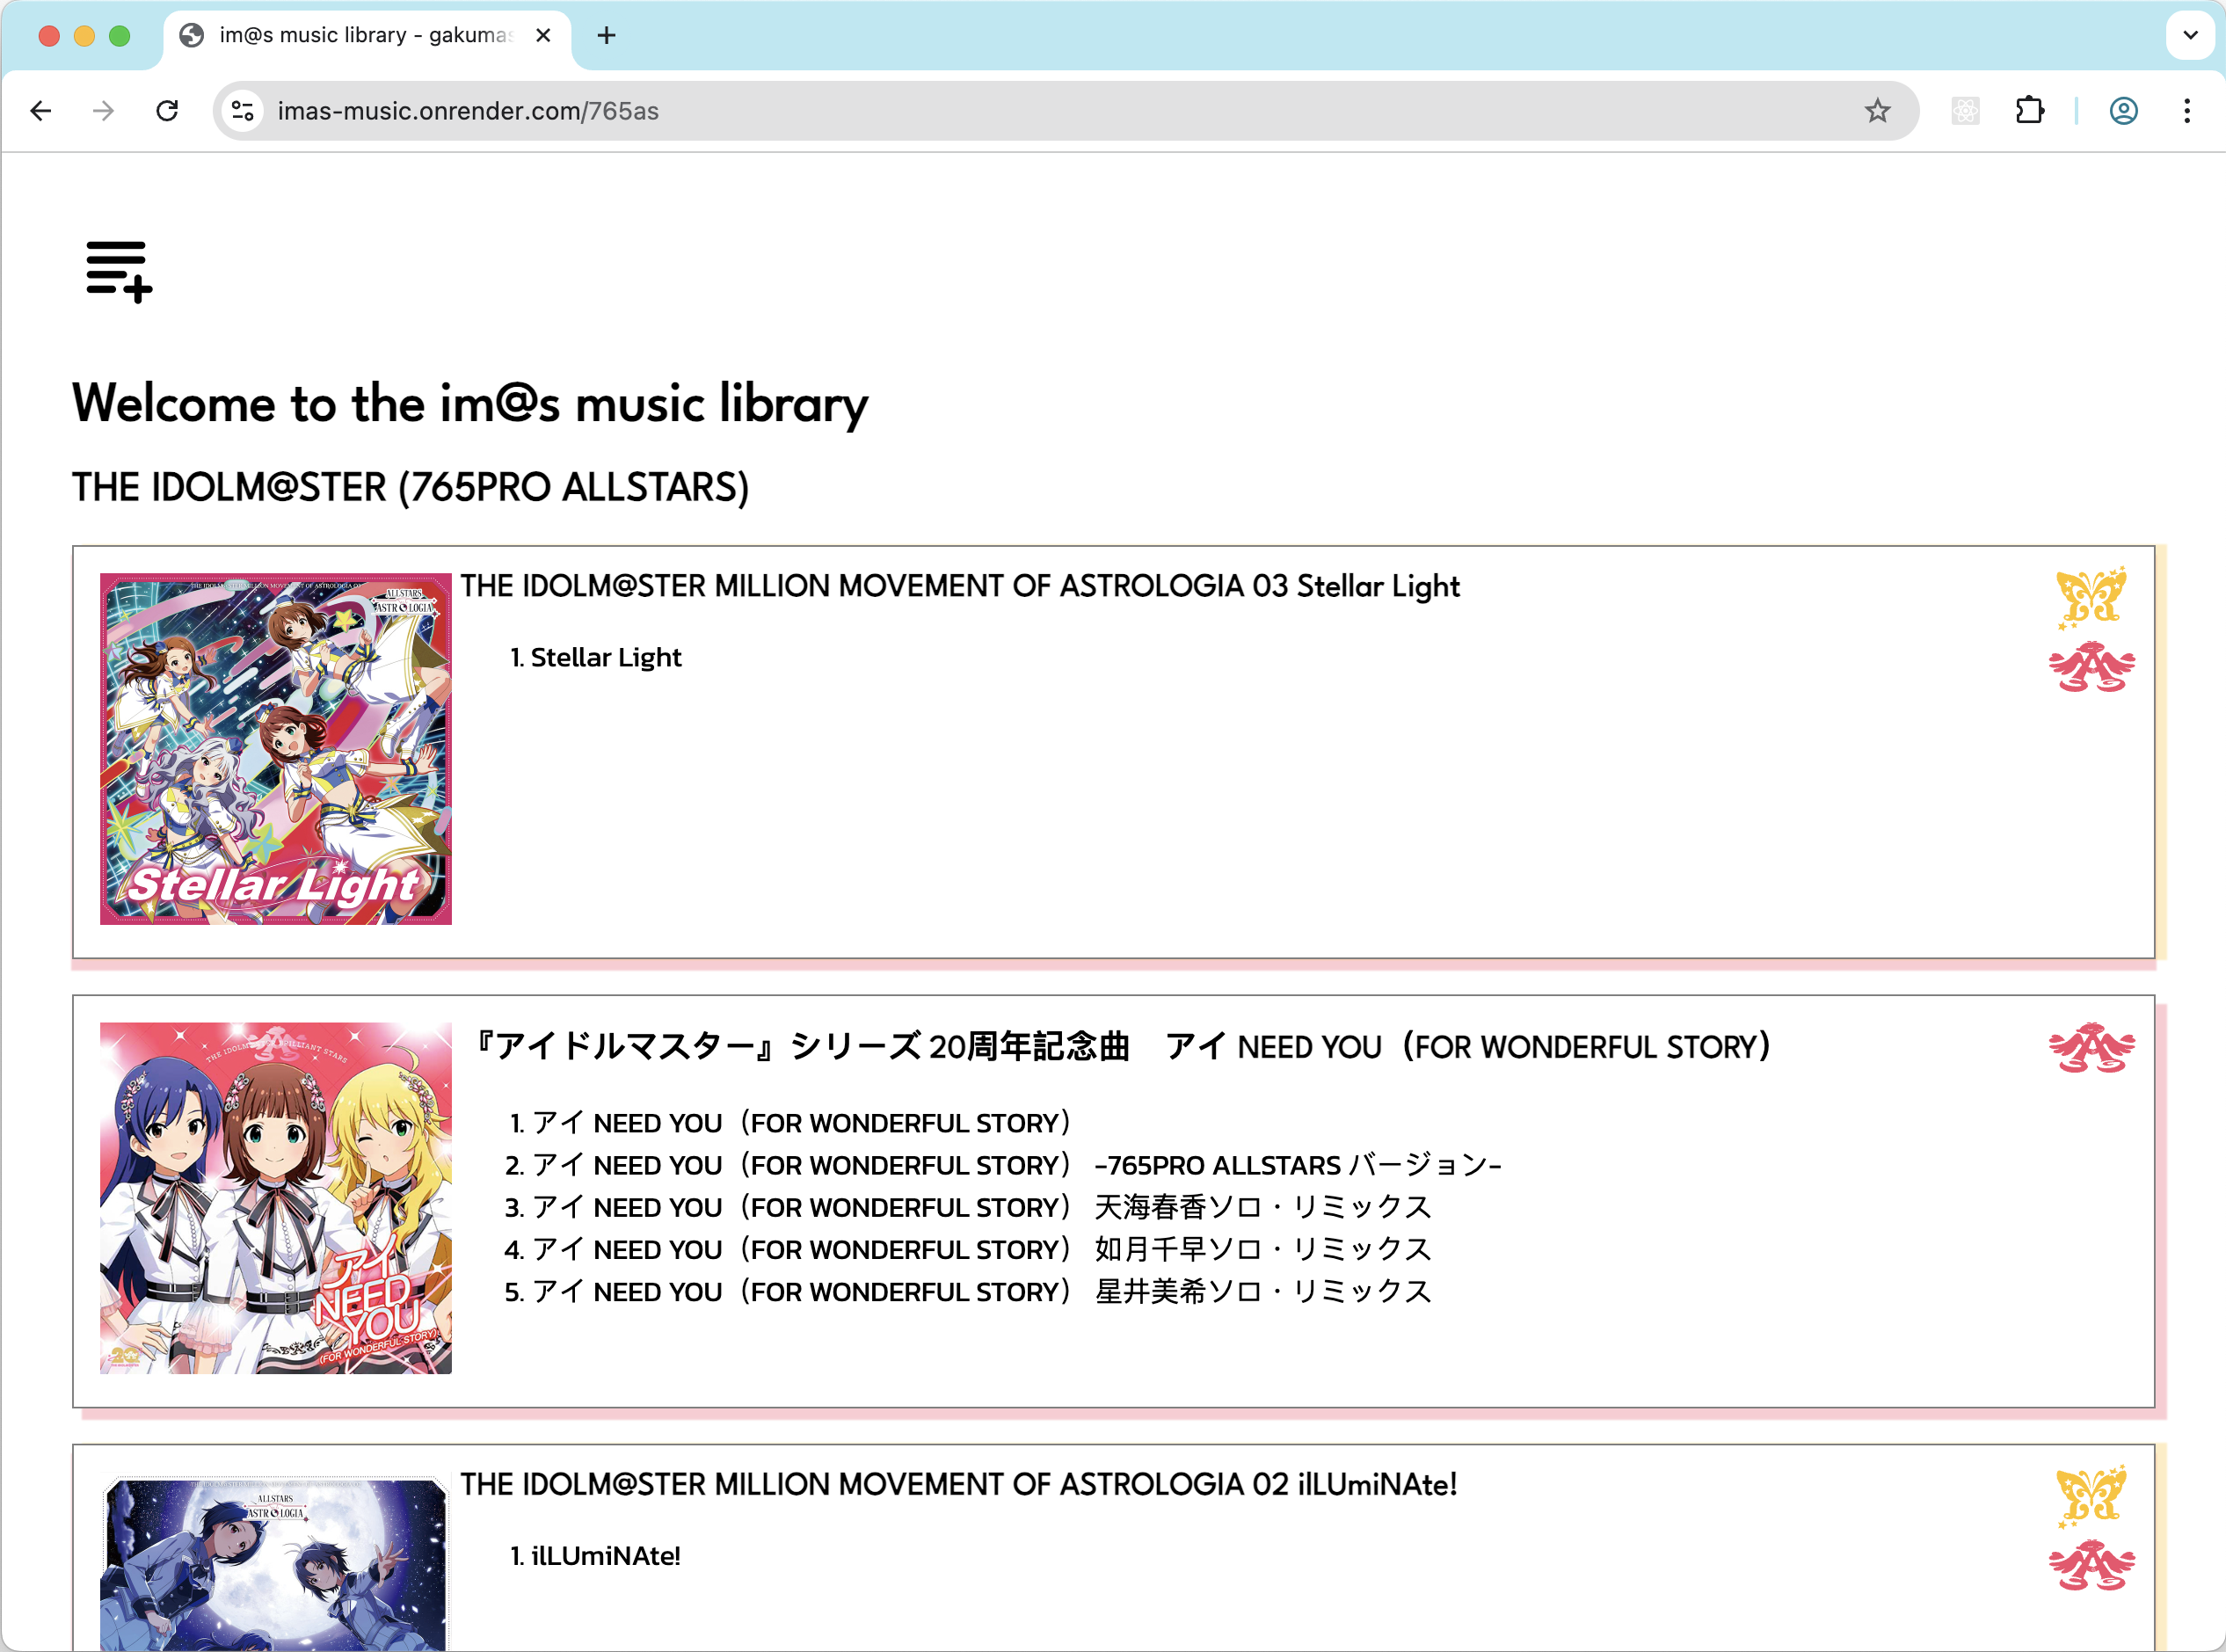 im@s music library - gakumas
imas-music.onrender.com/765as
Welcome to the im@s music library
THE IDOLM@STER (765PRO ALLSTARS)
THE IDOLM@STER MILLION MOVEMENT OF ASTROLOGIA 03 Stellar Light
1. Stellar Light
ALLSTARS
ASTROLOGIA
Stellar Light
『アイドルマスター』シリーズ 20周年記念曲　アイ NEED YOU（FOR WONDERFUL STORY）
1. アイ NEED YOU（FOR WONDERFUL STORY）
2. アイ NEED YOU（FOR WONDERFUL STORY） -765PRO ALLSTARS バージョン-
3. アイ NEED YOU（FOR WONDERFUL STORY） 天海春香ソロ・リミックス
4. アイ NEED YOU（FOR WONDERFUL STORY） 如月千早ソロ・リミックス
5. アイ NEED YOU（FOR WONDERFUL STORY） 星井美希ソロ・リミックス
アイ
NEED
YOU
(FOR WONDERFUL STORY)
THE IDOLM@STER MILLION MOVEMENT OF ASTROLOGIA 02 ilLUmiNAte!
1. ilLUmiNAte!
ALLSTARS
ASTROLOGIA